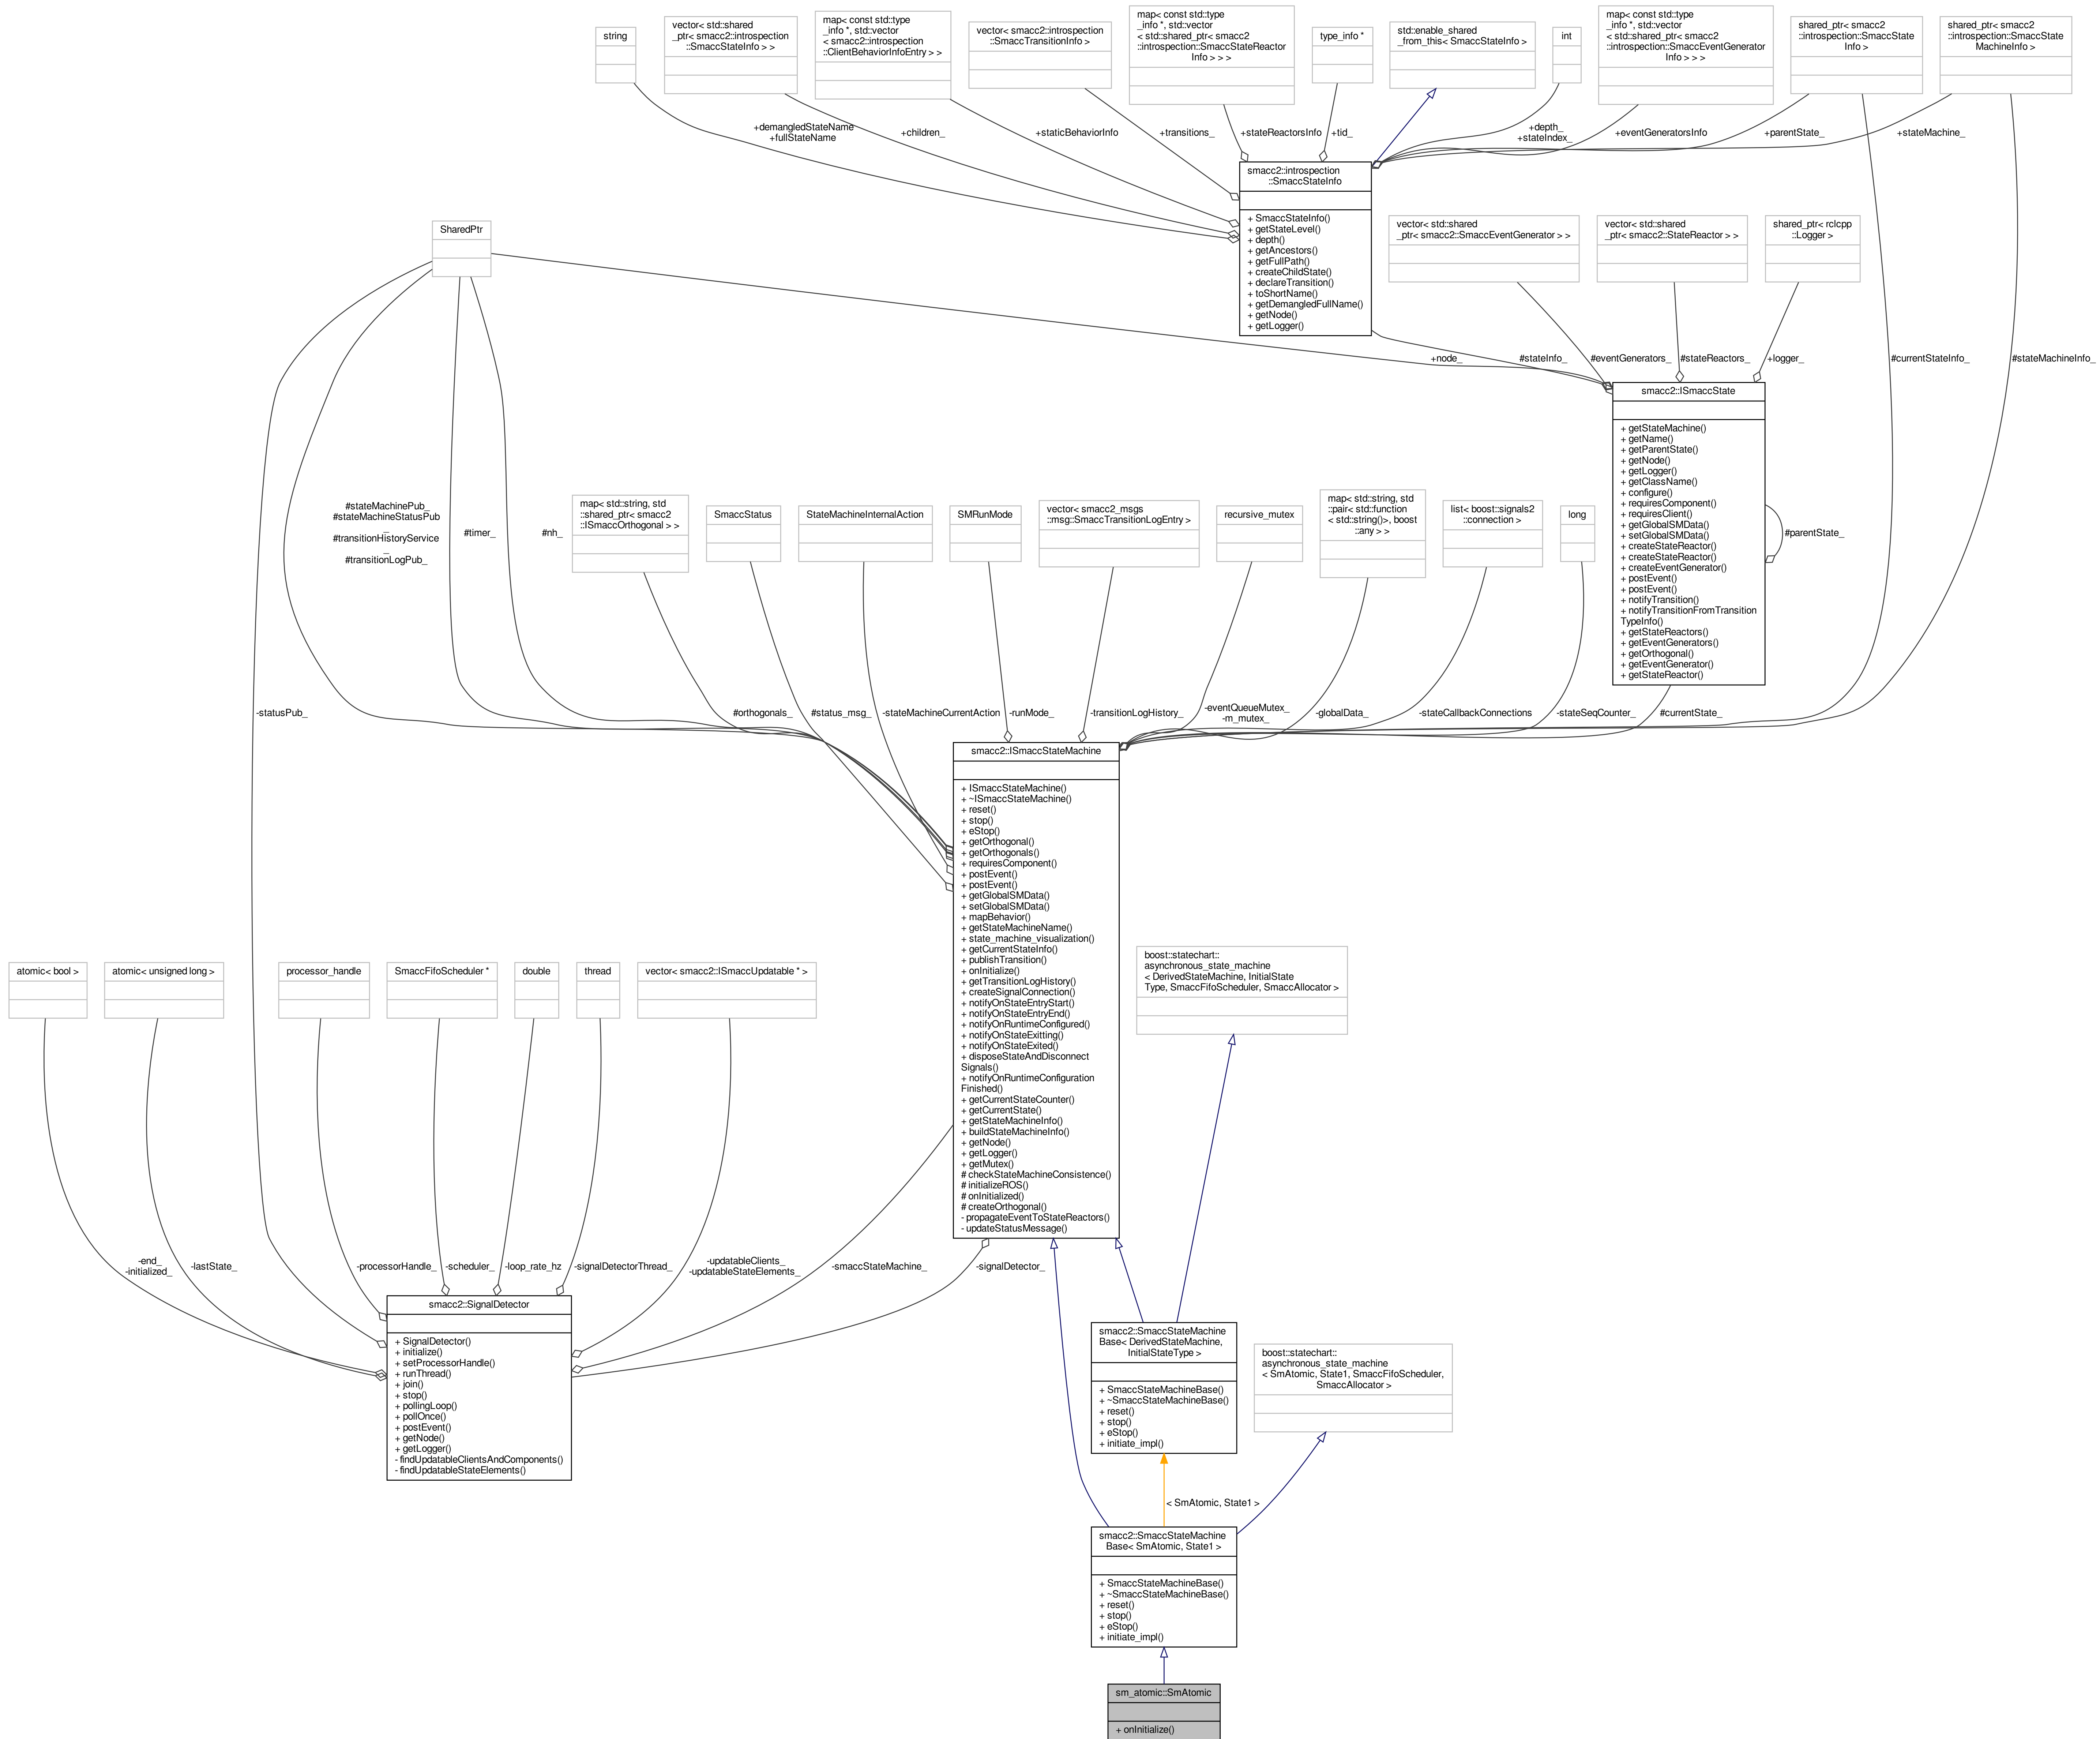 string
vector< std::shared
_ptr< smacc2::introspection
::SmaccStateInfo > >
map< const std::type
_info *, std::vector
< smacc2::introspection
::ClientBehaviorInfoEntry > >
vector< smacc2::introspection
::SmaccTransitionInfo >
map< const std::type
_info *, std::vector
< std::shared_ptr< smacc2
::introspection::SmaccStateReactor
Info > > >
type_info *
std::enable_shared
_from_this< SmaccStateInfo >
int
map< const std::type
_info *, std::vector
< std::shared_ptr< smacc2
::introspection::SmaccEventGenerator
Info > > >
shared_ptr< smacc2
::introspection::SmaccState
Info >
shared_ptr< smacc2
::introspection::SmaccState
MachineInfo >
+demangledStateName
+fullStateName
+children_
+staticBehaviorInfo
+transitions_
+stateReactorsInfo
+tid_
+depth_
+stateIndex_
+eventGeneratorsInfo
+parentState_
+stateMachine_
smacc2::introspection
::SmaccStateInfo
+ SmaccStateInfo()
+ getStateLevel()
+ depth()
+ getAncestors()
+ getFullPath()
+ createChildState()
+ declareTransition()
+ toShortName()
+ getDemangledFullName()
+ getNode()
+ getLogger()
SharedPtr
vector< std::shared
_ptr< smacc2::SmaccEventGenerator > >
vector< std::shared
_ptr< smacc2::StateReactor > >
shared_ptr< rclcpp
::Logger >
+node_
#stateInfo_
#eventGenerators_
#stateReactors_
+logger_
#currentStateInfo_
#stateMachineInfo_
smacc2::ISmaccState
+ getStateMachine()
+ getName()
+ getParentState()
+ getNode()
+ getLogger()
+ getClassName()
+ configure()
+ requiresComponent()
+ requiresClient()
+ getGlobalSMData()
+ setGlobalSMData()
+ createStateReactor()
+ createStateReactor()
+ createEventGenerator()
+ postEvent()
+ postEvent()
+ notifyTransition()
+ notifyTransitionFromTransition
TypeInfo()
+ getStateReactors()
+ getEventGenerators()
+ getOrthogonal()
+ getEventGenerator()
+ getStateReactor()
#parentState_
#stateMachinePub_
#stateMachineStatusPub
_
#transitionHistoryService
_
#transitionLogPub_
#timer_
#nh_
map< std::string, std
::shared_ptr< smacc2
::ISmaccOrthogonal > >
SmaccStatus
StateMachineInternalAction
SMRunMode
vector< smacc2_msgs
::msg::SmaccTransitionLogEntry >
recursive_mutex
map< std::string, std
::pair< std::function
< std::string()>, boost
::any > >
list< boost::signals2
::connection >
long
-statusPub_
#orthogonals_
#status_msg_
-stateMachineCurrentAction
-runMode_
-transitionLogHistory_
-eventQueueMutex_
-m_mutex_
-globalData_
-stateCallbackConnections
-stateSeqCounter_
#currentState_
smacc2::ISmaccStateMachine
+ ISmaccStateMachine()
+ ~ISmaccStateMachine()
+ reset()
+ stop()
+ eStop()
+ getOrthogonal()
+ getOrthogonals()
+ requiresComponent()
+ postEvent()
+ postEvent()
+ getGlobalSMData()
+ setGlobalSMData()
+ mapBehavior()
+ getStateMachineName()
+ state_machine_visualization()
+ getCurrentStateInfo()
+ publishTransition()
+ onInitialize()
+ getTransitionLogHistory()
+ createSignalConnection()
+ notifyOnStateEntryStart()
+ notifyOnStateEntryEnd()
+ notifyOnRuntimeConfigured()
+ notifyOnStateExitting()
+ notifyOnStateExited()
+ disposeStateAndDisconnect
Signals()
+ notifyOnRuntimeConfiguration
Finished()
+ getCurrentStateCounter()
+ getCurrentState()
+ getStateMachineInfo()
+ buildStateMachineInfo()
+ getNode()
+ getLogger()
+ getMutex()
# checkStateMachineConsistence()
# initializeROS()
# onInitialized()
# createOrthogonal()
- propagateEventToStateReactors()
- updateStatusMessage()
atomic< bool >
atomic< unsigned long >
processor_handle
SmaccFifoScheduler *
double
thread
vector< smacc2::ISmaccUpdatable * >
boost::statechart::
asynchronous_state_machine
< DerivedStateMachine, InitialState
Type, SmaccFifoScheduler, SmaccAllocator >
-end_
-initialized_
-lastState_
-processorHandle_
-scheduler_
-loop_rate_hz
-signalDetectorThread_
-updatableClients_
-updatableStateElements_
-smaccStateMachine_
-signalDetector_
smacc2::SignalDetector
+ SignalDetector()
+ initialize()
+ setProcessorHandle()
+ runThread()
+ join()
+ stop()
+ pollingLoop()
+ pollOnce()
+ postEvent()
+ getNode()
+ getLogger()
- findUpdatableClientsAndComponents()
- findUpdatableStateElements()
smacc2::SmaccStateMachine
Base< DerivedStateMachine,
InitialStateType >
+ SmaccStateMachineBase()
+ ~SmaccStateMachineBase()
+ reset()
+ stop()
+ eStop()
+ initiate_impl()
boost::statechart::
asynchronous_state_machine
< SmAtomic, State1, SmaccFifoScheduler,
SmaccAllocator >
< SmAtomic, State1 >
smacc2::SmaccStateMachine
Base< SmAtomic, State1 >
+ SmaccStateMachineBase()
+ ~SmaccStateMachineBase()
+ reset()
+ stop()
+ eStop()
+ initiate_impl()
sm_atomic::SmAtomic
+ onInitialize()